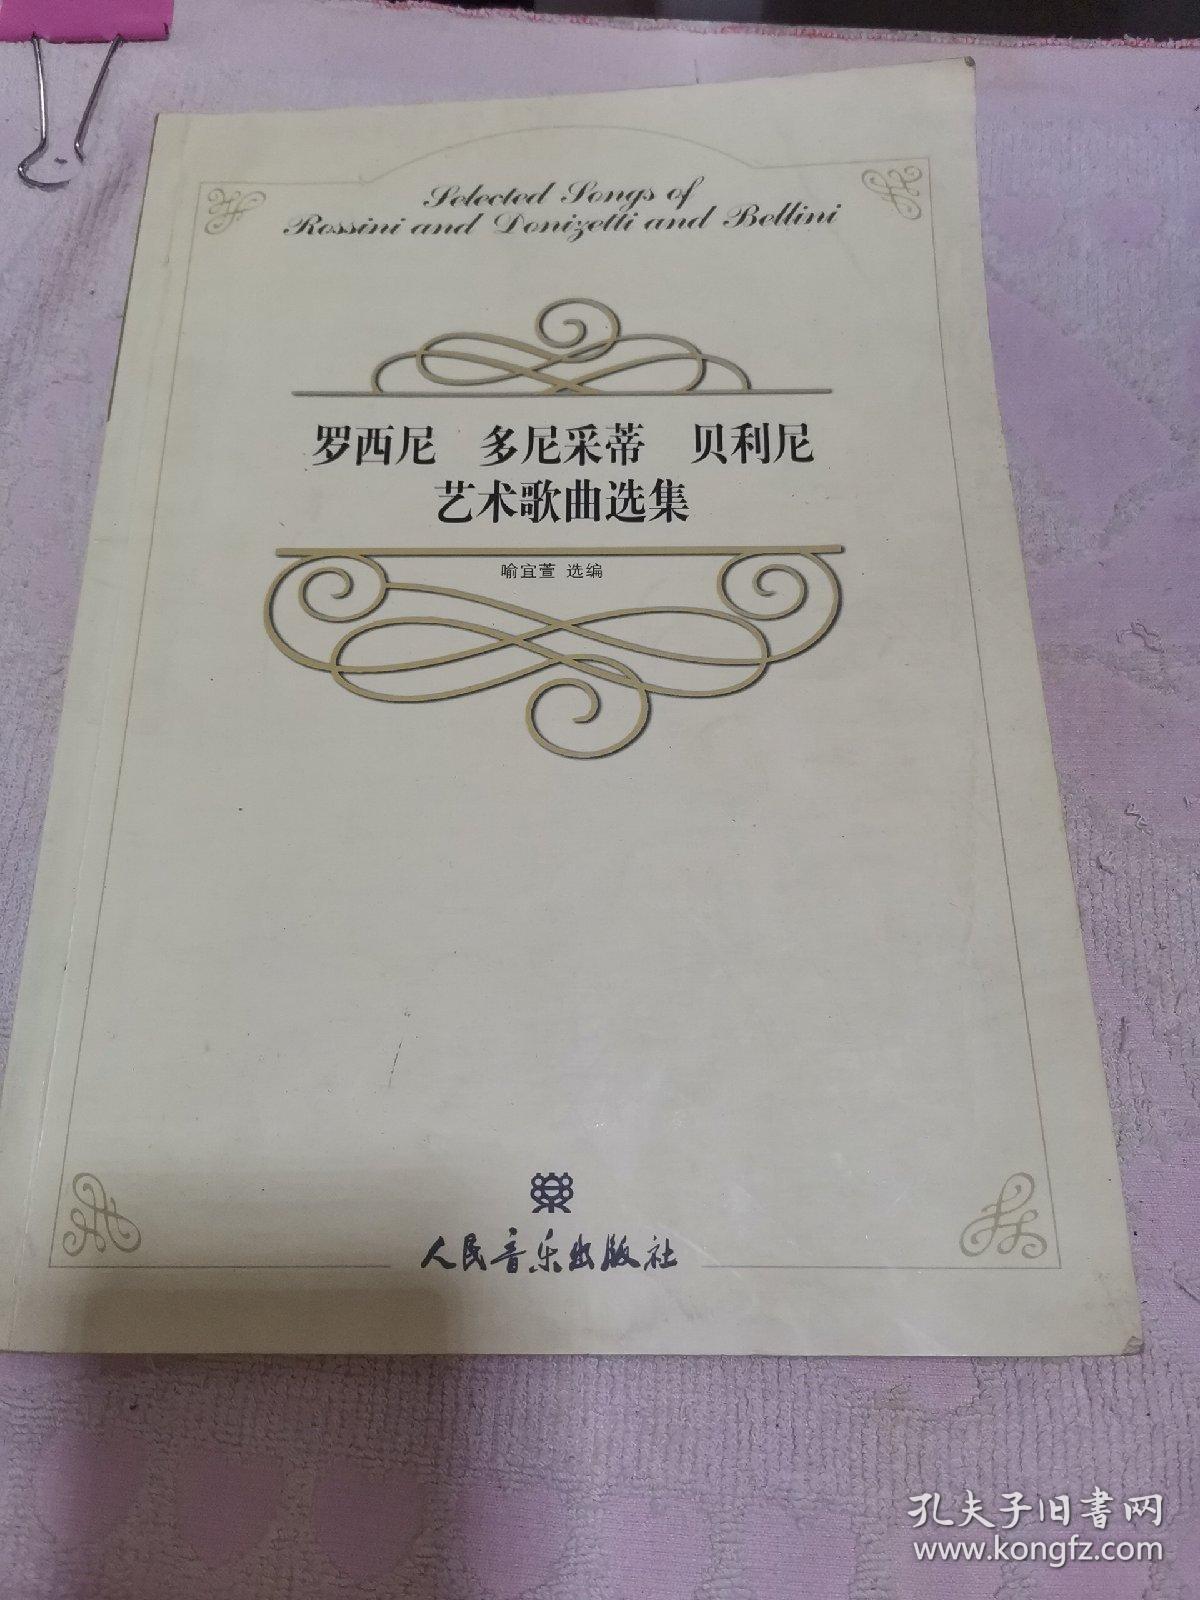 Selected Songs of
Rossini and Donizetti and Bellini
罗西尼 多尼采蒂 贝利尼
艺术歌曲选集
喻宜萱 选编
人民音乐出版社
孔夫子旧书网
www.kongfz.com